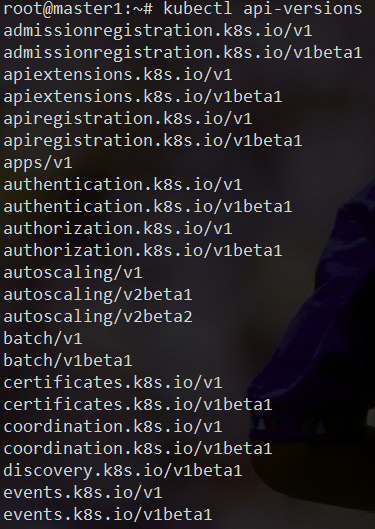 root@master1:~# kubectl api-versions
admissionregistration.k8s.io/v1
admissionregistration.k8s.io/v1beta1
apiextensions.k8s.io/v1
apiextensions.k8s.io/v1beta1
apiregistration.k8s.io/v1
apiregistration.k8s.io/v1beta1
apps/v1
authentication.k8s.io/v1
authentication.k8s.io/v1beta1
authorization.k8s.io/v1
authorization.k8s.io/v1beta1
autoscaling/v1
autoscaling/v2beta1
autoscaling/v2beta2
batch/v1
batch/v1beta1
certificates.k8s.io/v1
certificates.k8s.io/v1beta1
coordination.k8s.io/v1
coordination.k8s.io/v1beta1
discovery.k8s.io/v1beta1
events.k8s.io/v1
events.k8s.io/v1beta1